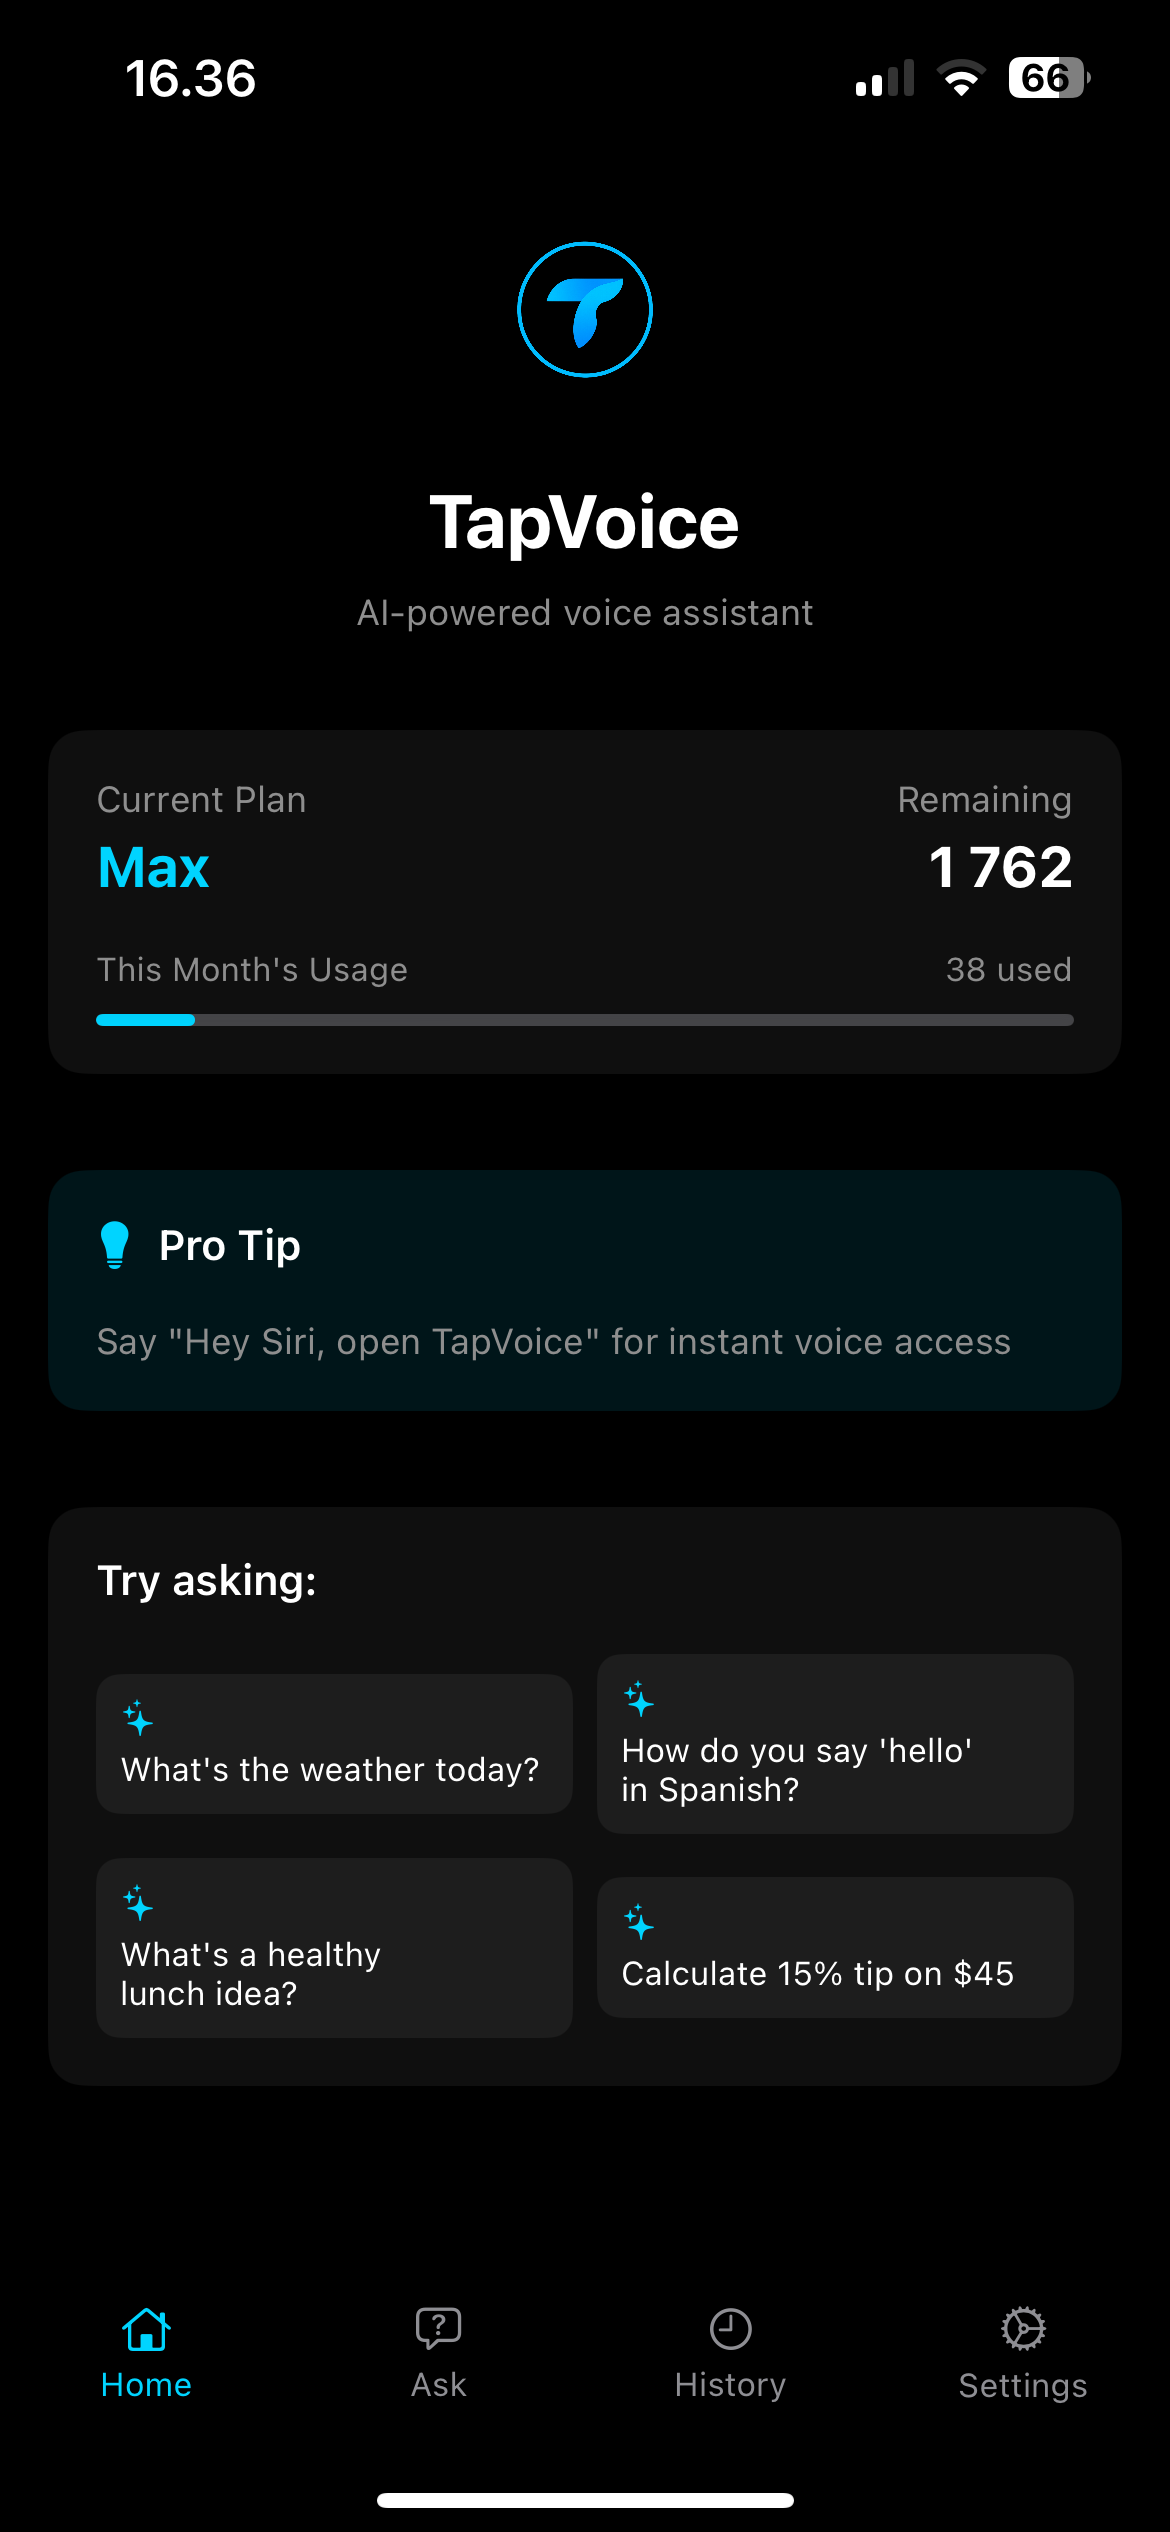 16.36
66
TapVoice
AI-powered voice assistant
Current Plan
Remaining
Max
1 762
This Month's Usage
38 used
Pro Tip
Say "Hey Siri, open TapVoice" for instant voice access
Try asking:
What's the weather today?
How do you say 'hello'
in Spanish?
What's a healthy
lunch idea?
Calculate 15% tip on $45
Home
Ask
History
Settings